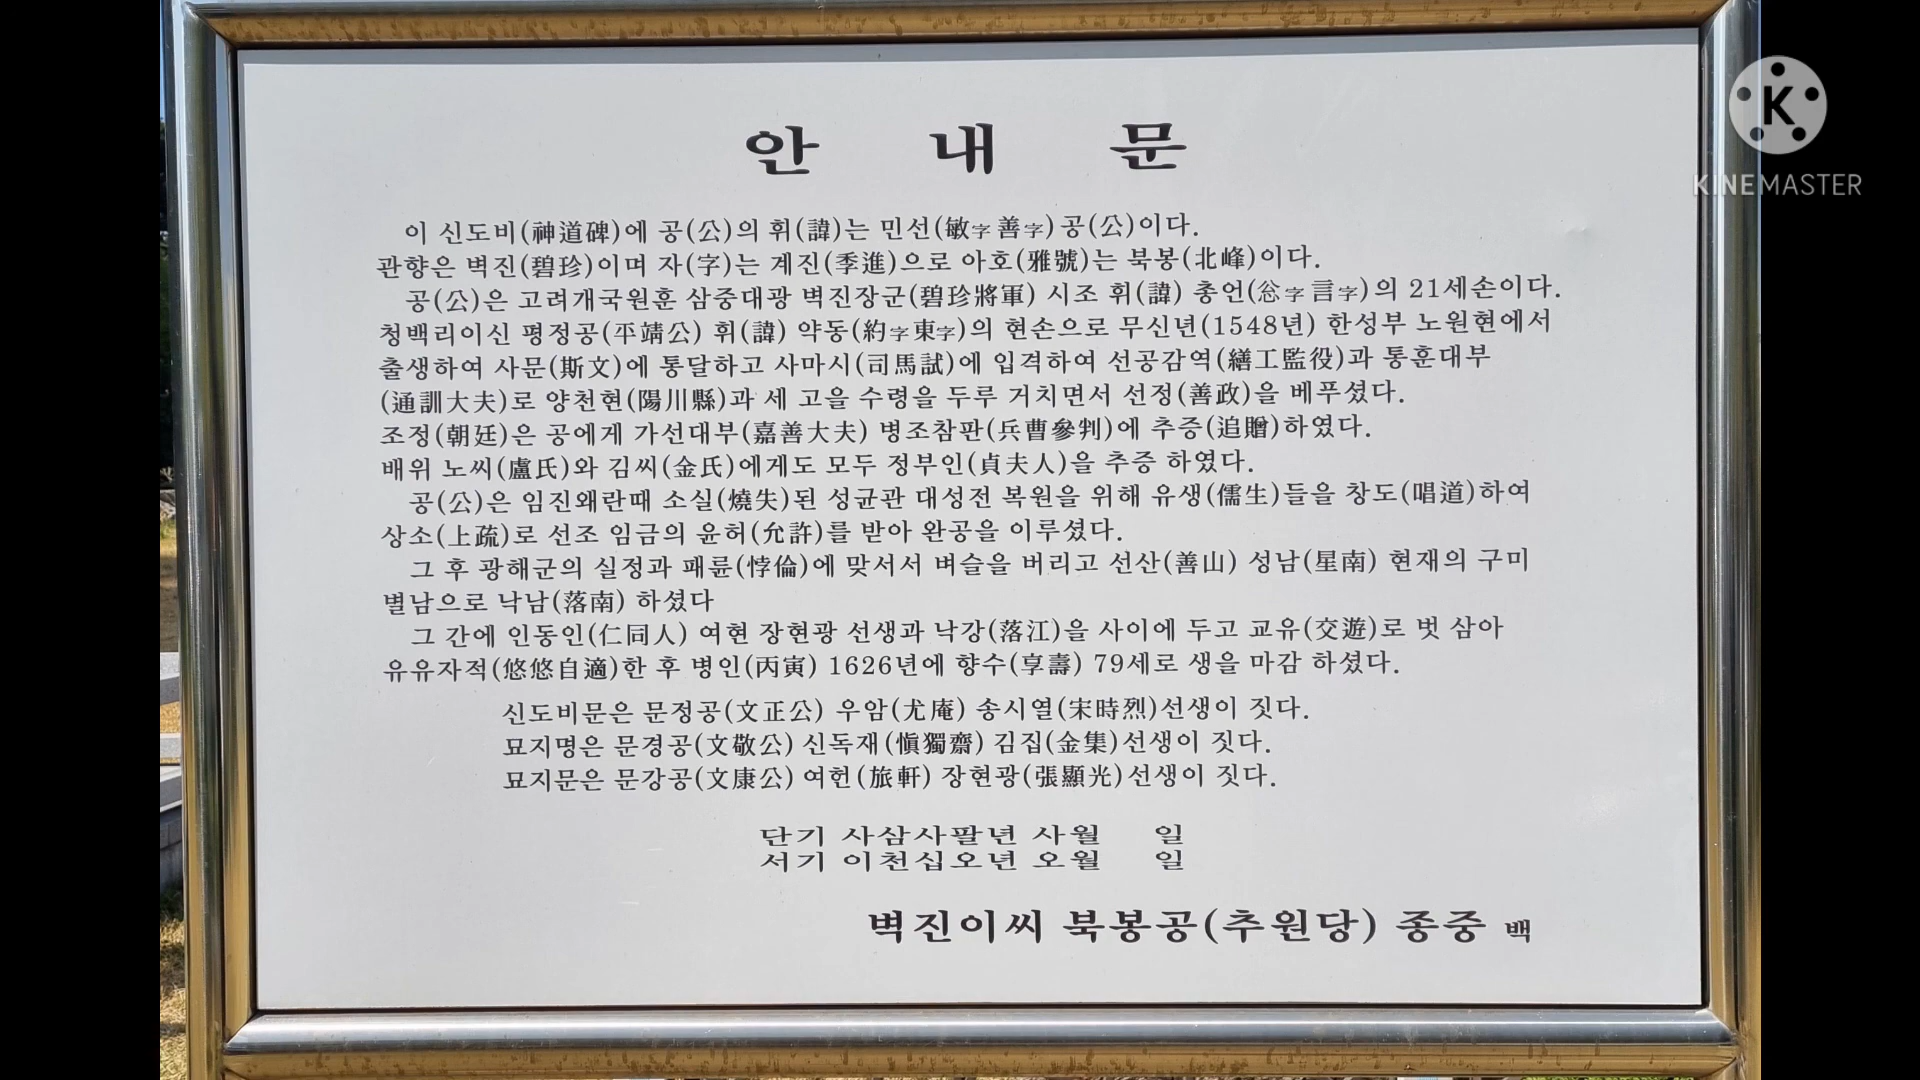 안 내 문
KINEMASTER
이 신도비(神道碑)에 공(公)의 휘(諱)는 민선(敏字善字)공(公)이다.
관향은 벽진(碧珍)이며 자(字)는 계진(季進)으로 아호(雅號)는 북봉(北峰)이다.
공(公)은 고려개국원훈 삼중대광 벽진장군(碧珍將軍) 시조 휘(諱) 총언(忩字言字)의 21세손이다.
청백리이신 평정공(平靖公) 휘(諱) 약동(約字東字)의 현손으로 무신년(1548년) 한성부 노원현에서
출생하여 사문(斯文)에 통달하고 사마시(司馬試)에 입격하여 선공감역(繕工監役)과 통훈대부
(通訓大夫)로 양천현(陽川縣)과 세 고을 수령을 두루 거치면서 선정(善政)을 베푸셨다.
조정(朝廷)은 공에게 가선대부(嘉善大夫) 병조참판(兵曹參判)에 추증(追贈)하였다.
배위 노씨(盧氏)와 김씨(金氏)에게도 모두 정부인(貞夫人)을 추증 하였다.
공(公)은 임진왜란때 소실(燒失)된 성균관 대성전 복원을 위해 유생(儒生)들을 창도(唱道)하여
상소(上疏)로 선조 임금의 윤허(允許)를 받아 완공을 이루셨다.
그 후 광해군의 실정과 패륜(悖倫)에 맞서서 벼슬을 버리고 선산(善山) 성남(星南) 현재의 구미
별남으로 낙남(落南) 하셨다
그 간에 인동인(仁同人) 여현 장현광 선생과 낙강(落江)을 사이에 두고 교유(交遊)로 벗 삼아
유유자적(悠悠自適)한 후 병인(丙寅) 1626년에 향수(享壽) 79세로 생을 마감 하셨다.
신도비문은 문정공(文正公) 우암(尤庵) 송시열(宋時烈)선생이 짓다.
묘지명은 문경공(文敬公) 신독재(愼獨齋) 김집(金集)선생이 짓다.
묘지문은 문강공(文康公) 여헌(旅軒) 장현광(張顯光)선생이 짓다.
단기 사삼사팔년 사월 일
서기 이천십오년 오월 일
벽진이씨 북봉공(추원당) 종중 백